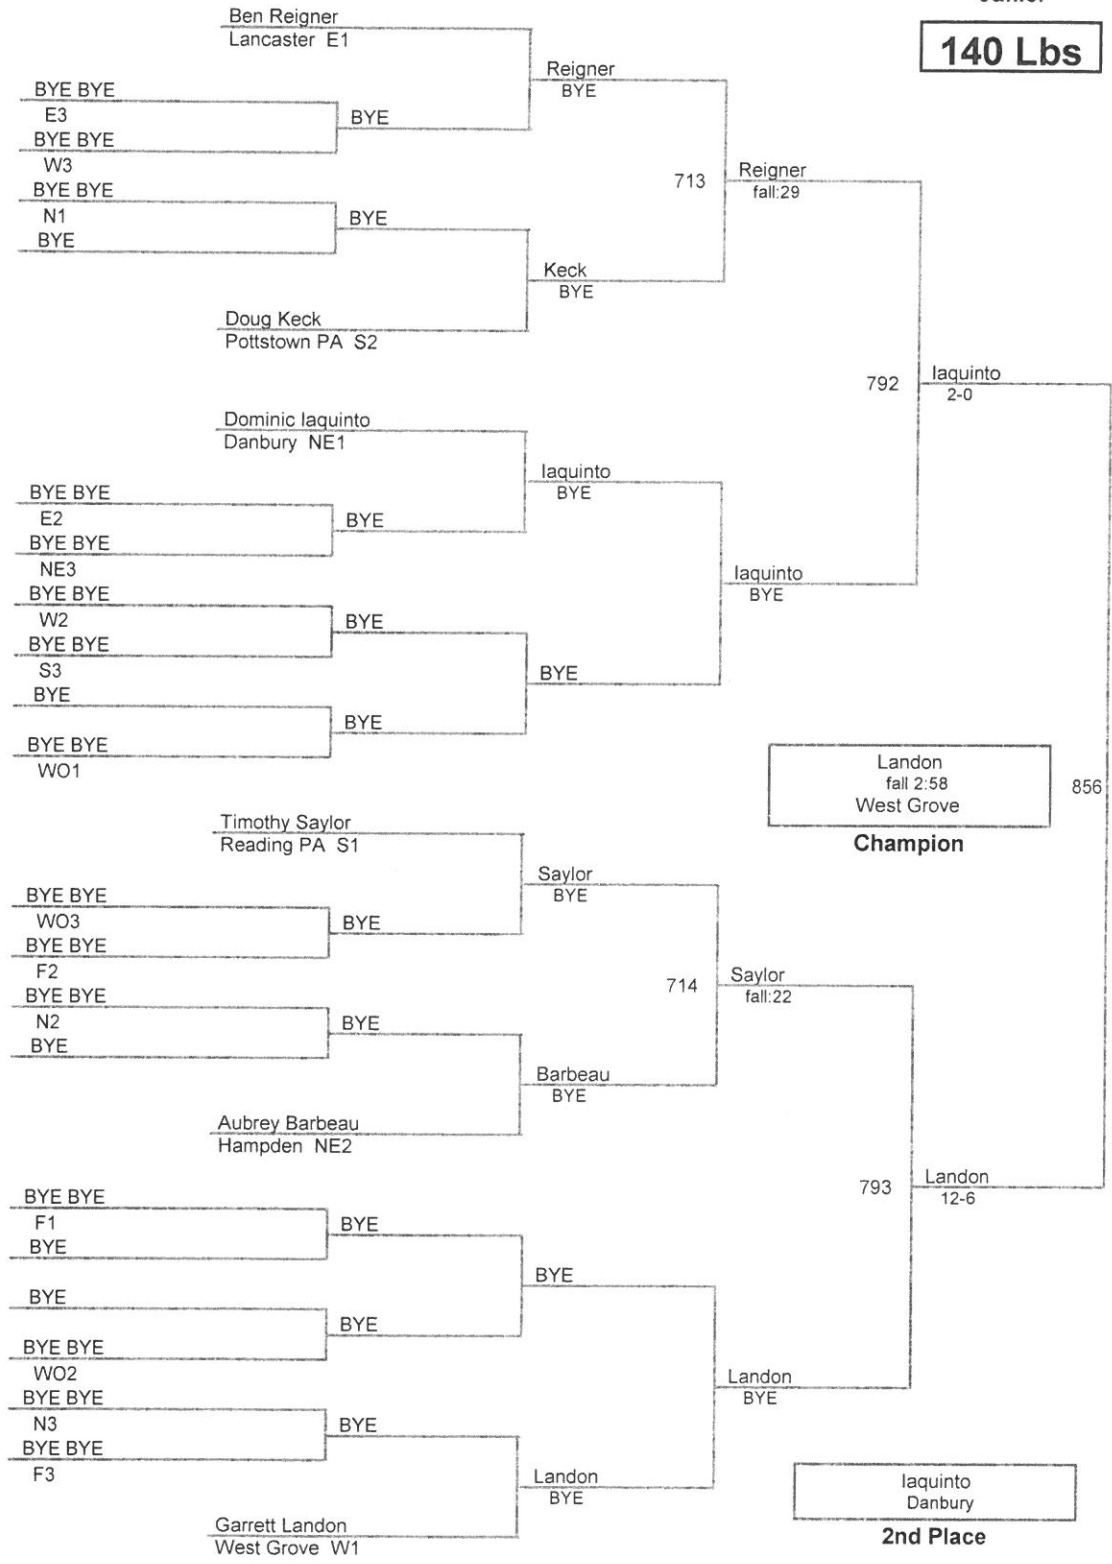 Junior
140 Lbs
Ben Reigner
Lancaster E1
Reigner
BYE
BYE BYE
E3
BYE
BYE BYE
W3
713
Reigner
fall:29
BYE BYE
N1
BYE
BYE
Keck
BYE
Doug Keck
Pottstown PA S2
792
Iaquinto
2-0
Dominic Iaquinto
Danbury NE1
Iaquinto
BYE
BYE BYE
E2
BYE
BYE BYE
NE3
Iaquinto
BYE
BYE BYE
W2
BYE
BYE BYE
S3
BYE
BYE
BYE
BYE BYE
WO1
Landon
fall 2:58
West Grove
Champion
856
Timothy Saylor
Reading PA S1
Saylor
BYE
BYE BYE
WO3
BYE
BYE BYE
F2
714
Saylor
fall:22
BYE BYE
N2
BYE
BYE
Barbeau
BYE
Aubrey Barbeau
Hampden NE2
793
Landon
12-6
BYE BYE
F1
BYE
BYE
BYE
BYE
BYE
BYE BYE
WO2
Landon
BYE
BYE BYE
N3
BYE
BYE BYE
F3
Landon
BYE
Garrett Landon
West Grove W1
Iaquinto
Danbury
2nd Place